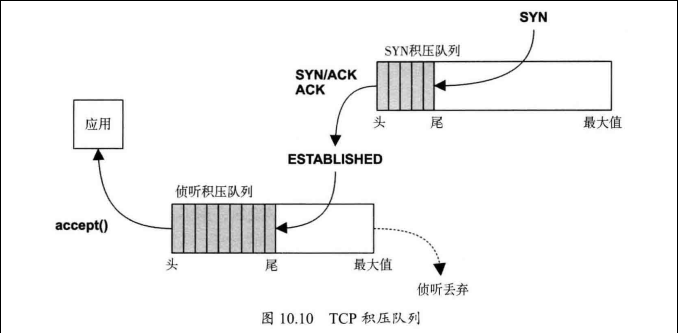 SYN
SYN积压队列
SYN/ACK
ACK
头
尾
最大值
应用
ESTABLISHED
侦听积压队列
accept()
头
尾
最大值
侦听丢弃
图 10.10 TCP 积压队列